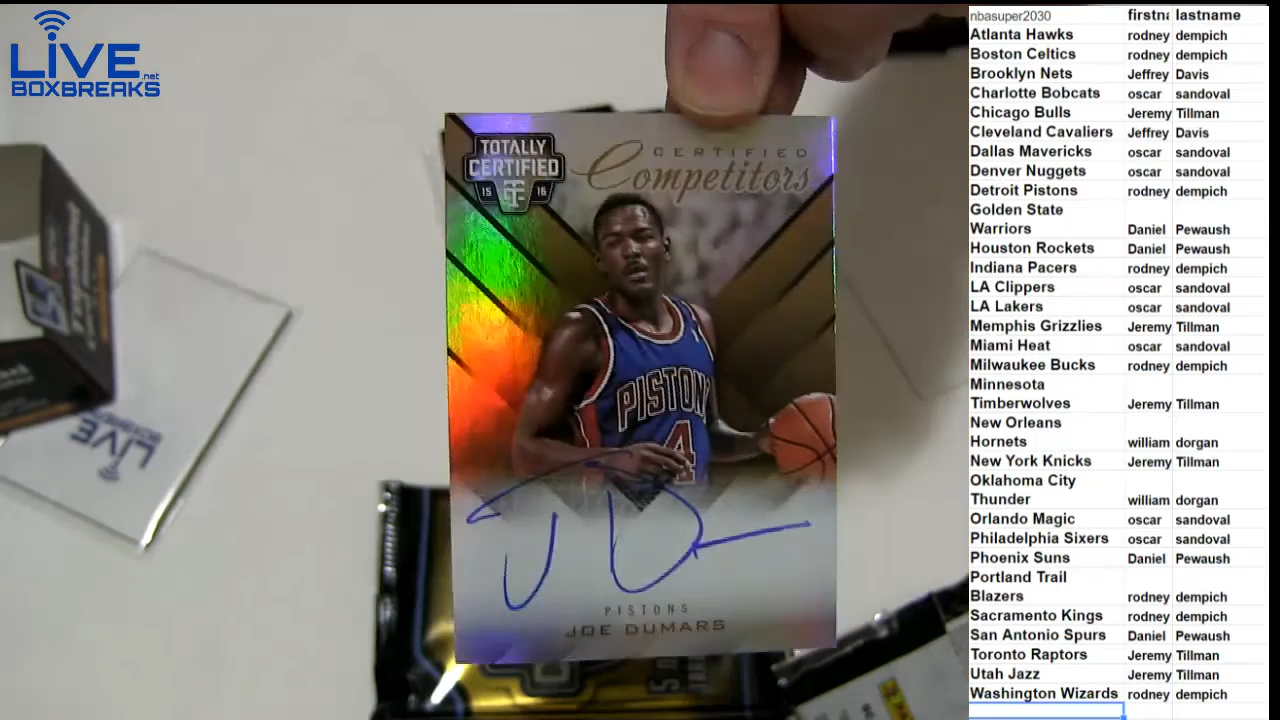 LIVE
.net
BOXBREAKS
TOTALLY
CERTIFIED
15 16
CERTIFIED
Competitors
PISTONS
4
PISTONS
JOE DUMARS
LIVE
BOXBREAKS
nbasuper2030 firstna lastname
Atlanta Hawks rodney dempich
Boston Celtics rodney dempich
Brooklyn Nets Jeffrey Davis
Charlotte Bobcats oscar sandoval
Chicago Bulls Jeremy Tillman
Cleveland Cavaliers Jeffrey Davis
Dallas Mavericks oscar sandoval
Denver Nuggets oscar sandoval
Detroit Pistons rodney dempich
Golden State
Warriors Daniel Pewaush
Houston Rockets Daniel Pewaush
Indiana Pacers rodney dempich
LA Clippers oscar sandoval
LA Lakers oscar sandoval
Memphis Grizzlies Jeremy Tillman
Miami Heat oscar sandoval
Milwaukee Bucks rodney dempich
Minnesota
Timberwolves Jeremy Tillman
New Orleans
Hornets william dorgan
New York Knicks Jeremy Tillman
Oklahoma City
Thunder william dorgan
Orlando Magic oscar sandoval
Philadelphia Sixers oscar sandoval
Phoenix Suns Daniel Pewaush
Portland Trail
Blazers rodney dempich
Sacramento Kings rodney dempich
San Antonio Spurs Daniel Pewaush
Toronto Raptors Jeremy Tillman
Utah Jazz Jeremy Tillman
Washington Wizards rodney dempich